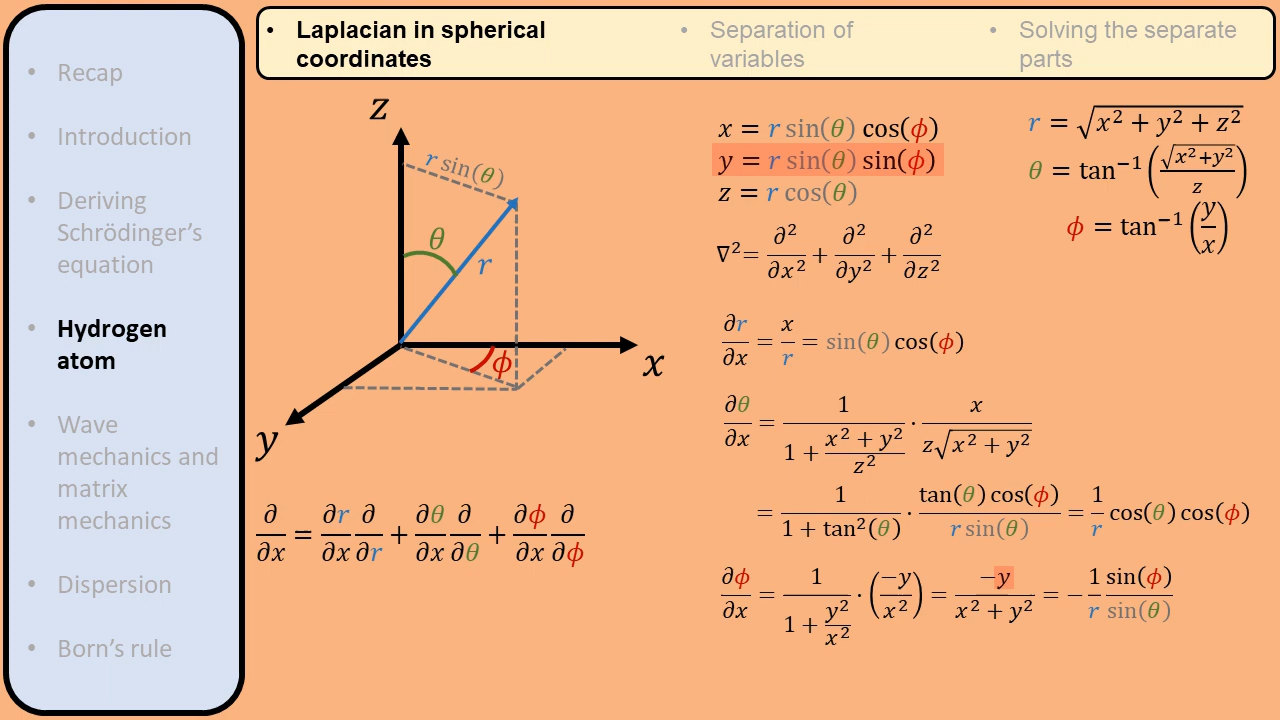 • Recap
• Introduction
• Deriving
Schrödinger's
equation
• Hydrogen
atom
• Wave
mechanics and
matrix
mechanics
• Dispersion
• Born's rule
• Laplacian in spherical
coordinates
• Separation of
variables
• Solving the separate
parts
z
r sin(θ)
θ
r
ϕ
x
y
∂/∂x = ∂r/∂x ∂/∂r + ∂θ/∂x ∂/∂θ + ∂ϕ/∂x ∂/∂ϕ
x = r sin(θ) cos(ϕ)
y = r sin(θ) sin(ϕ)
z = r cos(θ)
r = √(x² + y² + z²)
θ = tan⁻¹(√(x²+y²)/z)
ϕ = tan⁻¹(y/x)
∇² = ∂²/∂x² + ∂²/∂y² + ∂²/∂z²
∂r/∂x = x/r = sin(θ) cos(ϕ)
∂θ/∂x = 1/(1 + (x² + y²)/z²) · x/(z√(x² + y²))
= 1/(1 + tan²(θ)) · tan(θ) cos(ϕ)/(r sin(θ)) = 1/r cos(θ) cos(ϕ)
∂ϕ/∂x = 1/(1 + y²/x²) · (−y/x²) = −y/(x² + y²) = − 1/r sin(ϕ)/sin(θ)